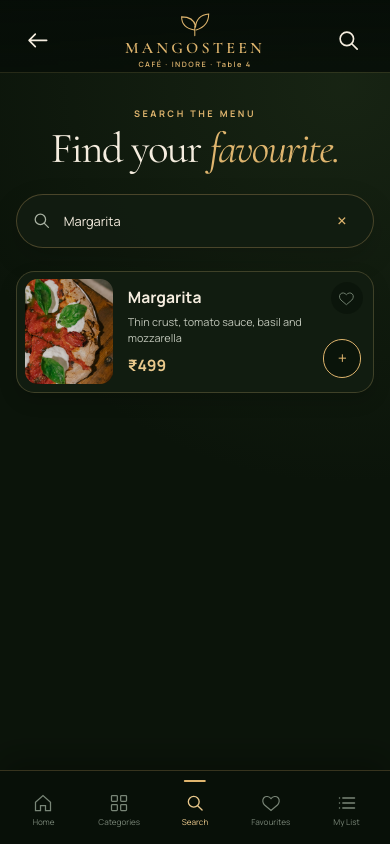 MANGOSTEEN
CAFÉ · INDORE · Table 4
SEARCH THE MENU
Find your favourite.
Margarita
×
Margarita
Thin crust, tomato sauce, basil and
mozzarella
₹499
+
Home Categories Search Favourites My List